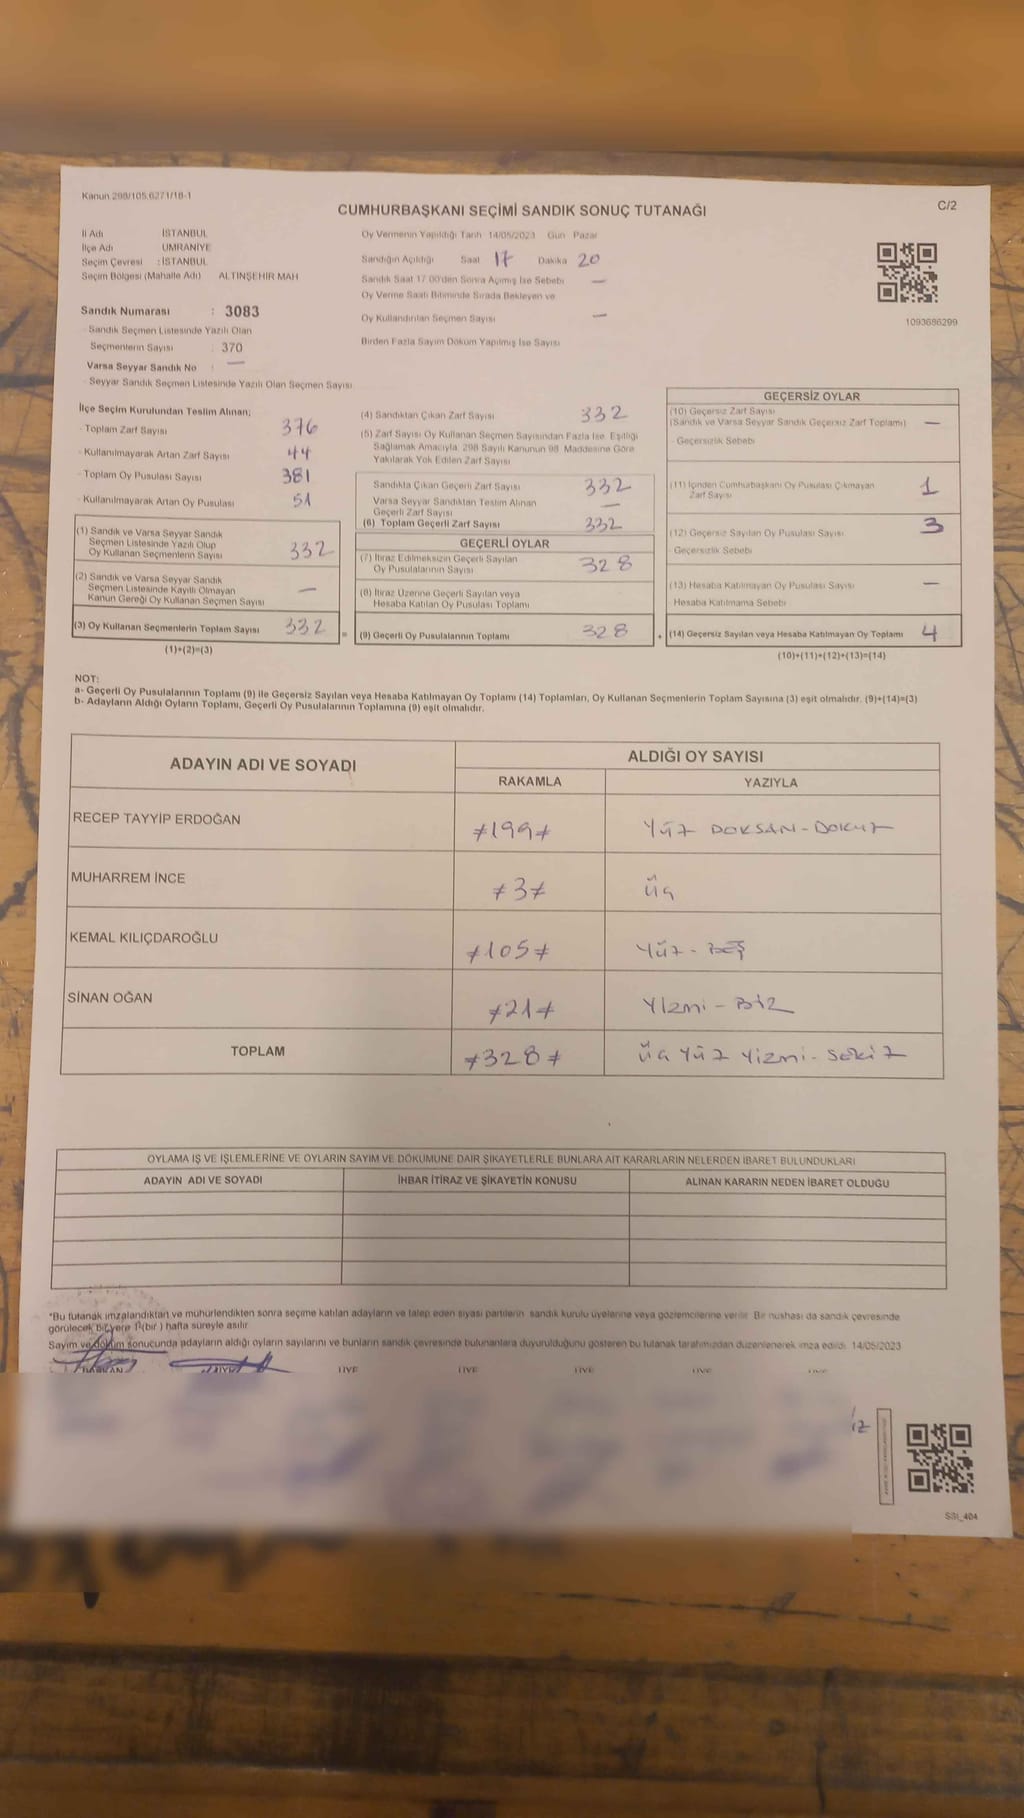 Kanun 298/105.6271/16-1
C/2
CUMHURBAŞKANI SEÇİMİ SANDIK SONUÇ TUTANAĞI
İl Adı İSTANBUL
İlçe Adı ÜMRANİYE
Seçim Çevresi : İSTANBUL
Seçim Bölgesi (Mahalle Adı) ALTINŞEHİR MAH
Sandık Numarası : 3083
Sandık Seçmen Listesinde Yazılı Olan
Seçmenlerin Sayısı : 370
Varsa Seyyar Sandık No : —
Seyyar Sandık Seçmen Listesinde Yazılı Olan Seçmen Sayısı
Oy Vermenin Yapıldığı Tarih 14/05/2023 Gün Pazar
Sandığın Açıldığı Saat 17 Dakika 20
Sandık Saat 17.00'den Sonra Açılmış İse Sebebi —
Oy Verme Saati Bitiminde Sırada Bekleyen ve
Oy Kullandırılan Seçmen Sayısı —
Birden Fazla Sayım Döküm Yapılmış İse Sayısı
1093686299
İlçe Seçim Kurulundan Teslim Alınan;
- Toplam Zarf Sayısı 376
- Kullanılmayarak Artan Zarf Sayısı 44
- Toplam Oy Pusulası Sayısı 381
- Kullanılmayarak Artan Oy Pusulası 51
(1) Sandık ve Varsa Seyyar Sandık
Seçmen Listesinde Yazılı Olup
Oy Kullanan Seçmenlerin Sayısı 332
(2) Sandık ve Varsa Seyyar Sandık
Seçmen Listesinde Kayıtlı Olmayan
Kanun Gereği Oy Kullanan Seçmen Sayısı —
(3) Oy Kullanan Seçmenlerin Toplam Sayısı 332
(1)+(2)=(3)
(4) Sandıktan Çıkan Zarf Sayısı 332
(5) Zarf Sayısı Oy Kullanan Seçmen Sayısından Fazla İse, Eşitliği
Sağlamak Amacıyla, 298 Sayılı Kanunun 98. Maddesine Göre
Yakılarak Yok Edilen Zarf Sayısı
Sandıkta Çıkan Geçerli Zarf Sayısı 332
Varsa Seyyar Sandıktan Teslim Alınan
Geçerli Zarf Sayısı —
(6) Toplam Geçerli Zarf Sayısı 332
GEÇERLİ OYLAR
(7) İtiraz Edilmeksizin Geçerli Sayılan
Oy Pusulalarının Sayısı 328
(8) İtiraz Üzerine Geçerli Sayılan veya
Hesaba Katılan Oy Pusulası Toplamı
= (9) Geçerli Oy Pusulalarının Toplamı 328
GEÇERSİZ OYLAR
(10) Geçersiz Zarf Sayısı
(Sandık ve Varsa Seyyar Sandık Geçersiz Zarf Toplamı) —
- Geçersizlik Sebebi
(11) İçinden Cumhurbaşkanı Oy Pusulası Çıkmayan
Zarf Sayısı 1
(12) Geçersiz Sayılan Oy Pusulası Sayısı 3
- Geçersizlik Sebebi
(13) Hesaba Katılmayan Oy Pusulası Sayısı —
Hesaba Katılmama Sebebi
+ (14) Geçersiz Sayılan veya Hesaba Katılmayan Oy Toplamı 4
(10)+(11)+(12)+(13)=(14)
NOT:
a- Geçerli Oy Pusulalarının Toplamı (9) ile Geçersiz Sayılan veya Hesaba Katılmayan Oy Toplamı (14) Toplamları, Oy Kullanan Seçmenlerin Toplam Sayısına (3) eşit olmalıdır. (9)+(14)=(3)
b- Adayların Aldığı Oyların Toplamı, Geçerli Oy Pusulalarının Toplamına (9) eşit olmalıdır.
ADAYIN ADI VE SOYADI ALDIĞI OY SAYISI
RAKAMLA YAZIYLA
RECEP TAYYİP ERDOĞAN ≠199≠ Yüz DOKSAN-DOKUZ
MUHARREM İNCE ≠3≠ Üç
KEMAL KILIÇDAROĞLU ≠105≠ Yüz-BEŞ
SİNAN OĞAN ≠21≠ Yirmi-Bir
TOPLAM ≠328≠ Üç Yüz Yirmi-Sekiz
OYLAMA İŞ VE İŞLEMLERİNE VE OYLARIN SAYIM VE DÖKÜMÜNE DAİR ŞİKAYETLERLE BUNLARA AİT KARARLARIN NELERDEN İBARET BULUNDUKLARI
ADAYIN ADI VE SOYADI İHBAR İTİRAZ VE ŞİKAYETİN KONUSU ALINAN KARARIN NEDEN İBARET OLDUĞU
*Bu tutanak imzalandıktan ve mühürlendikten sonra seçime katılan adayların ve talep eden siyasi partilerin sandık kurulu üyelerine veya gözlemcilerine verilir. Bir nüshası da sandık çevresinde
görülecek bir yere 1(bir) hafta süreyle asılır.
Sayım ve döküm sonucunda adayların aldığı oyların sayılarını ve bunların sandık çevresinde bulunanlara duyurulduğunu gösteren bu tutanak tarafımızdan düzenlenerek imza edildi. 14/05/2023
BAŞKAN ÜYE ÜYE ÜYE ÜYE ÜYE
SSİ_404